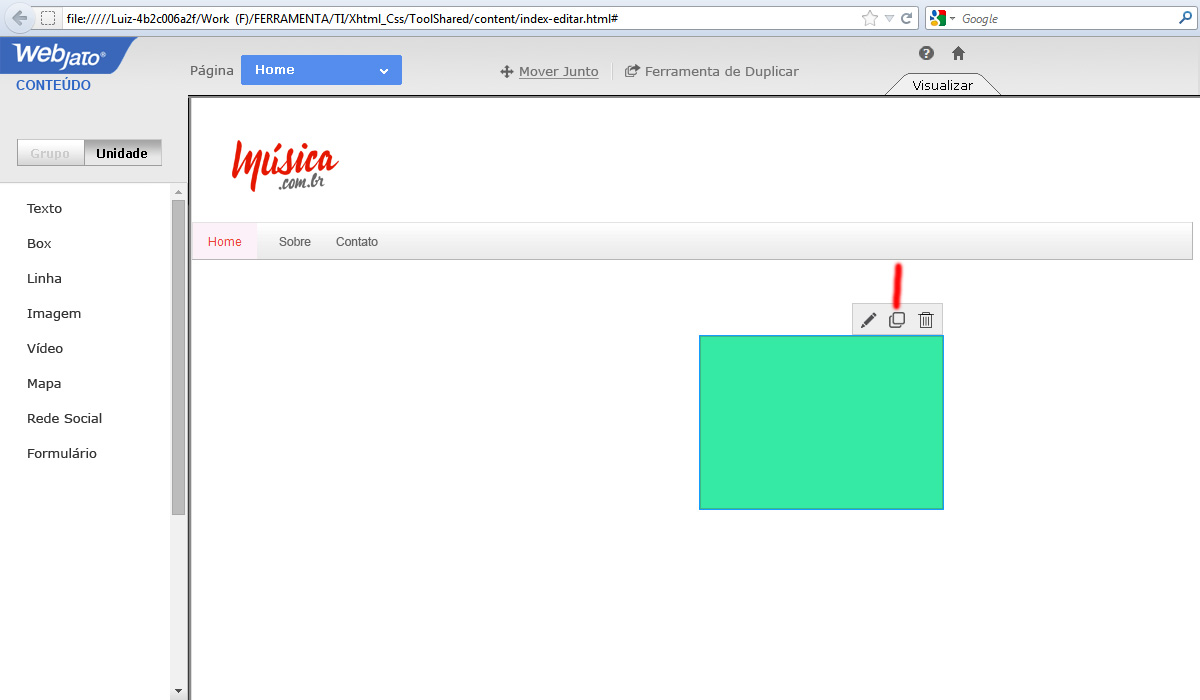 file://///Luiz-4b2c006a2f/Work (F)/FERRAMENTA/TI/Xhtml_Css/ToolShared/content/index-editar.html#
Google
Webjato®
CONTEÚDO
Página
Home
Mover Junto
Ferramenta de Duplicar
?
Visualizar
Grupo
Unidade
Texto
Box
Linha
Imagem
Vídeo
Mapa
Rede Social
Formulário
música
.com.br
Home
Sobre
Contato